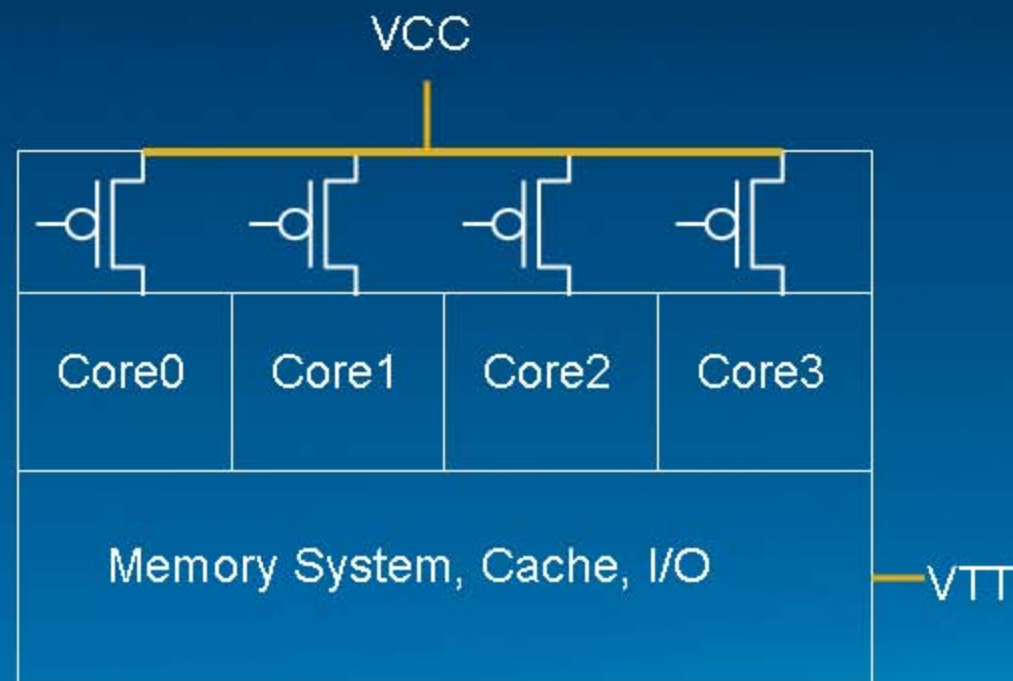 VCC
Core0
Core1
Core2
Core3
Memory System, Cache, I/O
VTT